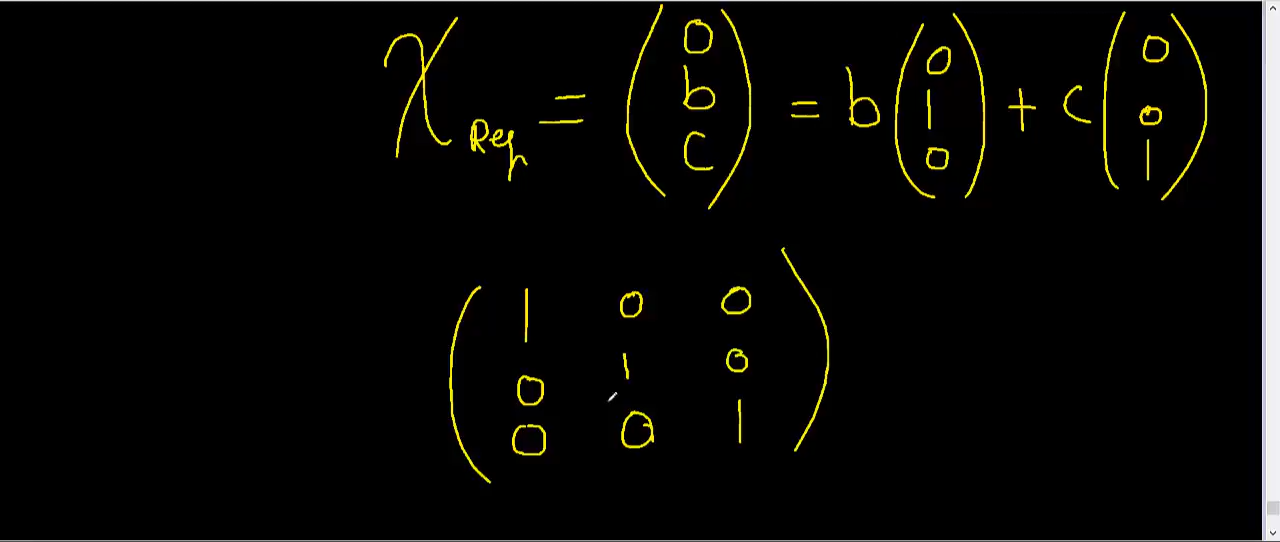 χ_Rep = (0 b c) = b(0 1 0) + c(0 0 1)
(1 0 0
0 1 0
0 0 1)